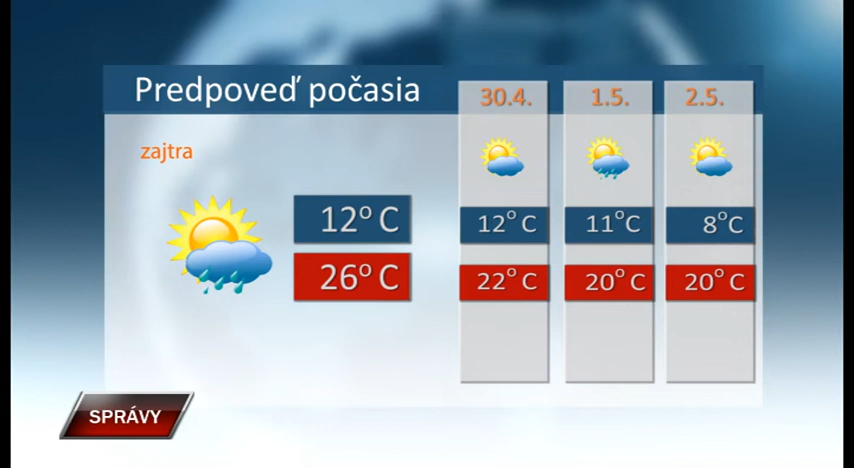 Predpoveď počasia
zajtra
12° C
26° C
30.4.
12° C
22° C
1.5.
11°C
20° C
2.5.
8°C
20° C
SPRÁVY